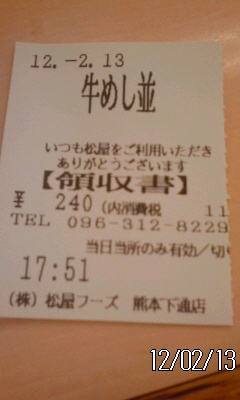 12.-2.13
牛めし並
いつも松屋をご利用いただき
ありがとうございます
【領収書】
¥ 240 (内消費税 11
TEL 096-312-8229
当日当所のみ有効/切り
17:51
(株)松屋フーズ 熊本下通店
12/02/13